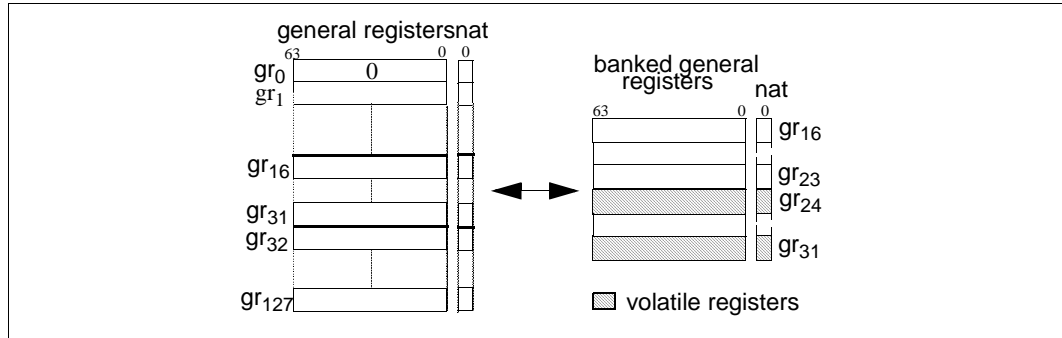 general registersnat
63 0 0
gr0 0
gr1
gr16
gr31
gr32
gr127
banked general
registers
nat
63 0 0
gr16
gr23
gr24
gr31
volatile registers